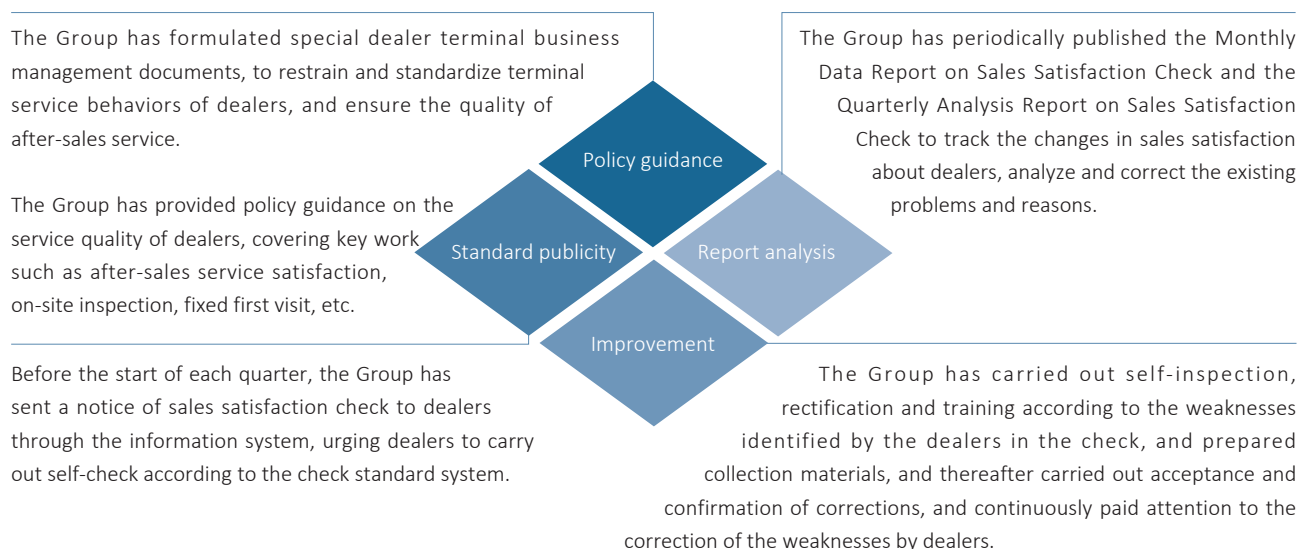 The Group has formulated special dealer terminal business
management documents, to restrain and standardize terminal
service behaviors of dealers, and ensure the quality of
after-sales service.
The Group has provided policy guidance on the
service quality of dealers, covering key work
such as after-sales service satisfaction,
on-site inspection, fixed first visit, etc.
Policy guidance
The Group has periodically published the Monthly
Data Report on Sales Satisfaction Check and the
Quarterly Analysis Report on Sales Satisfaction
Check to track the changes in sales satisfaction
about dealers, analyze and correct the existing
problems and reasons.
Standard publicity
Report analysis
Improvement
Before the start of each quarter, the Group has
sent a notice of sales satisfaction check to dealers
through the information system, urging dealers to carry
out self-check according to the check standard system.
The Group has carried out self-inspection,
rectification and training according to the weaknesses
identified by the dealers in the check, and prepared
collection materials, and thereafter carried out acceptance and
confirmation of corrections, and continuously paid attention to the
correction of the weaknesses by dealers.